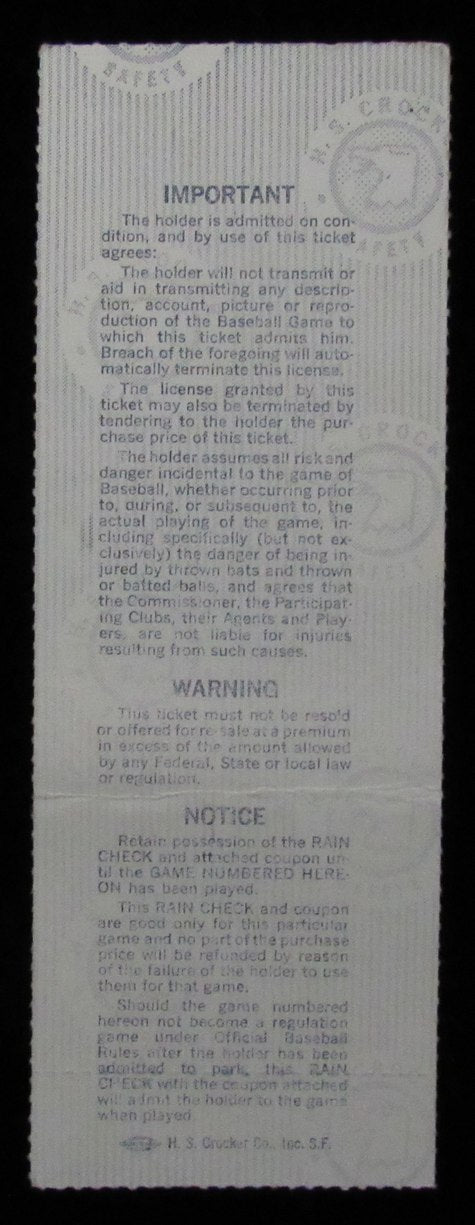 SAFETY
H. S. CROCK
SAFETY
IMPORTANT
The holder is admitted on con-
dition, and by use of this ticket
agrees:
The holder will not transmit or
aid in transmitting any descrip-
tion, account, picture or repro-
duction of the Baseball Game to
which this ticket admits him.
Breach of the foregoing will auto-
matically terminate this license.
The license granted by this
ticket may also be terminated by
tendering to the holder the pur-
chase price of this ticket.
The holder assumes all risk and
danger incidental to the game of
Baseball, whether occurring prior
to, during, or subsequent to, the
actual playing of the game, in-
cluding specifically (but not ex-
clusively) the danger of being in-
jured by thrown bats and thrown
or batted balls, and agrees that
the Commissioner, the Participat-
ing Clubs, their Agents and Play-
ers, are not liable for injuries
resulting from such causes.
WARNING
This ticket must not be resold
or offered for re-sale at a premium
in excess of the amount allowed
by any Federal, State or local law
or regulation.
NOTICE
Retain possession of the RAIN
CHECK and attached coupon un-
til the GAME NUMBERED HERE-
ON has been played.
This RAIN CHECK and coupon
are good only for this particular
game and no part of the purchase
price will be refunded by reason
of the failure of the holder to use
them for that game.
Should the game numbered
hereon not become a regulation
game under Official Baseball
Rules after the holder has been
admitted to park, this RAIN
CHECK with the coupon attached
will admit the holder to the game
when played
H. S. Crocker Co., Inc. S.F.